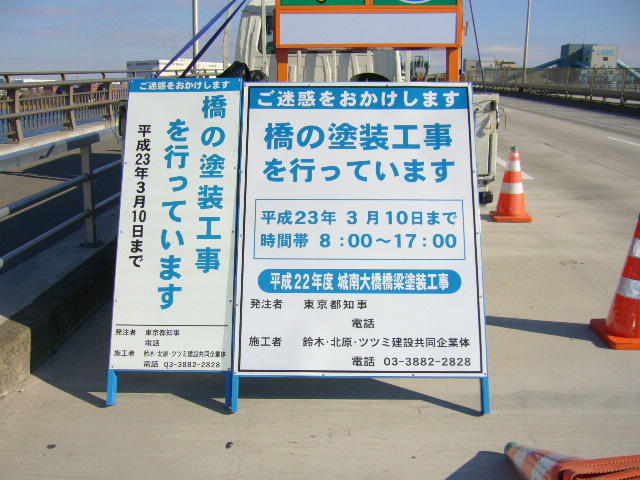 ご迷惑をおかけします
橋の塗装工事
を行っています
平成23年3月10日まで
発注者 東京都知事
電話
施工者 鈴木・北原・ツツミ建設共同企業体
電話 03-3882-2828
ご迷惑をおかけします
橋の塗装工事
を行っています
平成23年 3月10日まで
時間帯 8:00~17:00
平成22年度 城南大橋橋梁塗装工事
発注者 東京都知事
電話
施工者 鈴木・北原・ツツミ建設共同企業体
電話 03-3882-2828